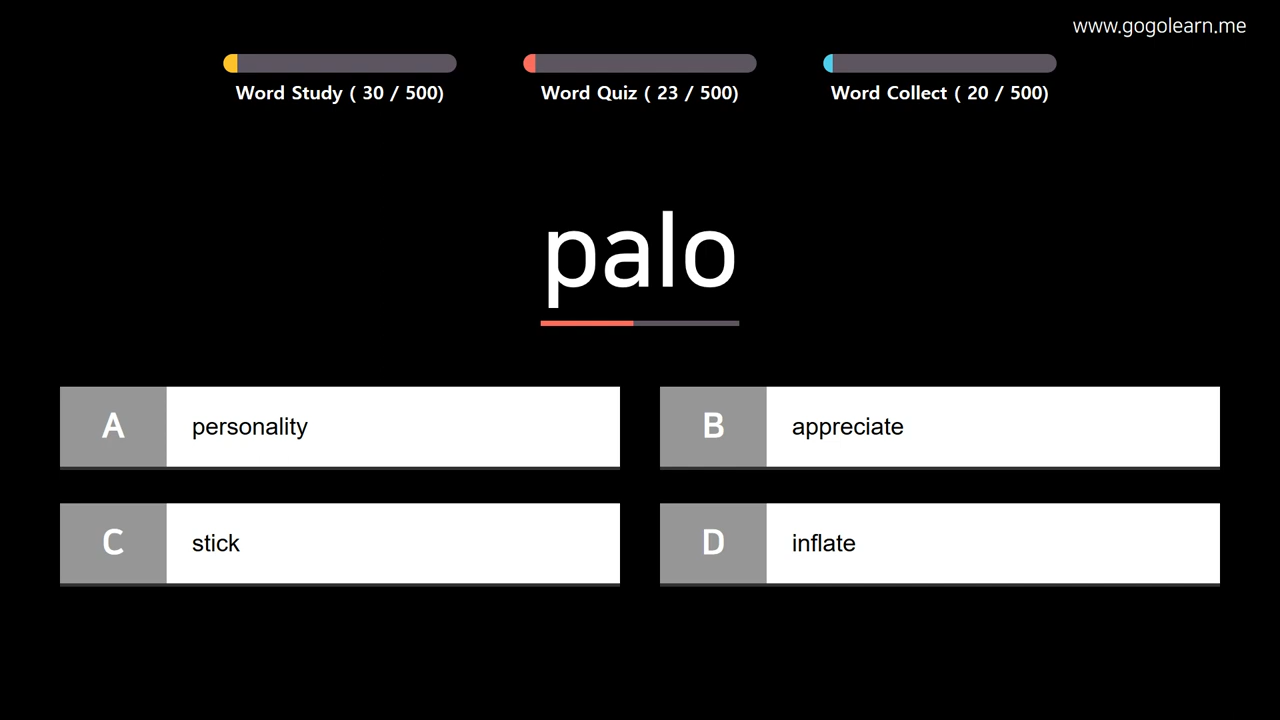 www.gogolearn.me
Word Study ( 30 / 500)
Word Quiz ( 23 / 500)
Word Collect ( 20 / 500)
palo
A personality
B appreciate
C stick
D inflate